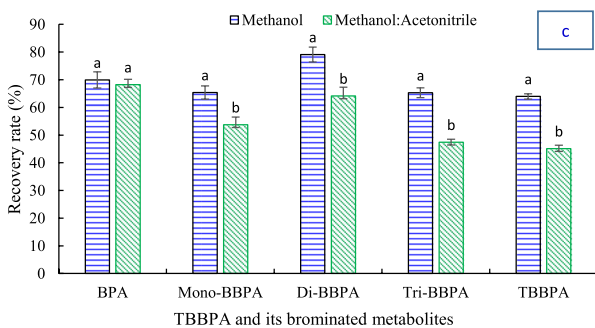 Methanol Methanol:Acetonitrile
c
Recovery rate (%)
90
80
70
60
50
40
30
20
10
0
a a a b a b a b a b
BPA Mono-BBPA Di-BBPA Tri-BBPA TBBPA
TBBPA and its brominated metabolites